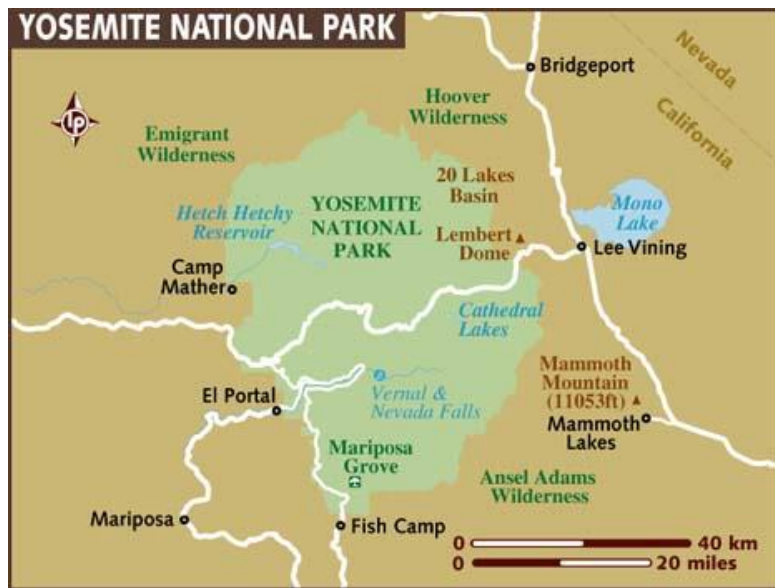 YOSEMITE NATIONAL PARK
Nevada
California
Bridgeport
Hoover
Wilderness
LP
Emigrant
Wilderness
20 Lakes
Basin
YOSEMITE
NATIONAL
PARK
Hetch Hetchy
Reservoir
Mono
Lake
Lembert
Dome
Lee Vining
Camp
Mather
Cathedral
Lakes
Mammoth
Mountain
(11053ft)
El Portal
Vernal &
Nevada Falls
Mammoth
Lakes
Mariposa
Grove
Ansel Adams
Wilderness
Mariposa
Fish Camp
0 40 km
0 20 miles